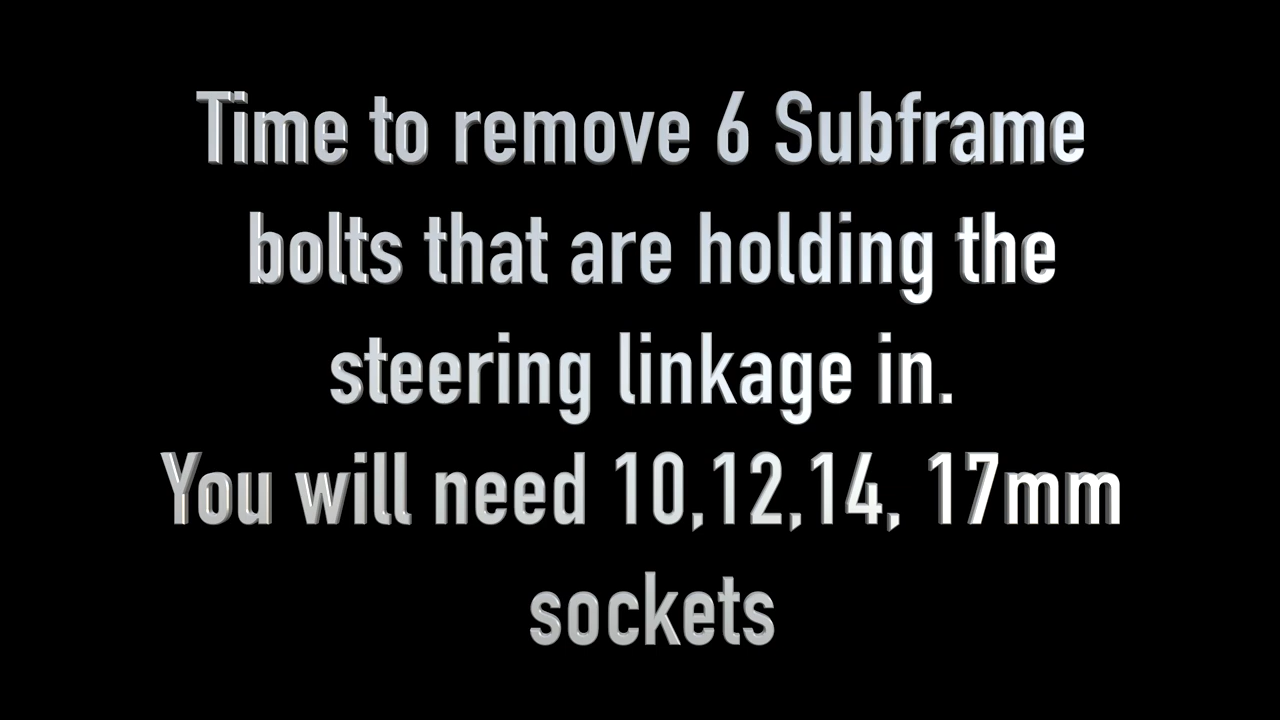 Time to remove 6 Subframe
bolts that are holding the
steering linkage in.
You will need 10,12,14, 17mm
sockets